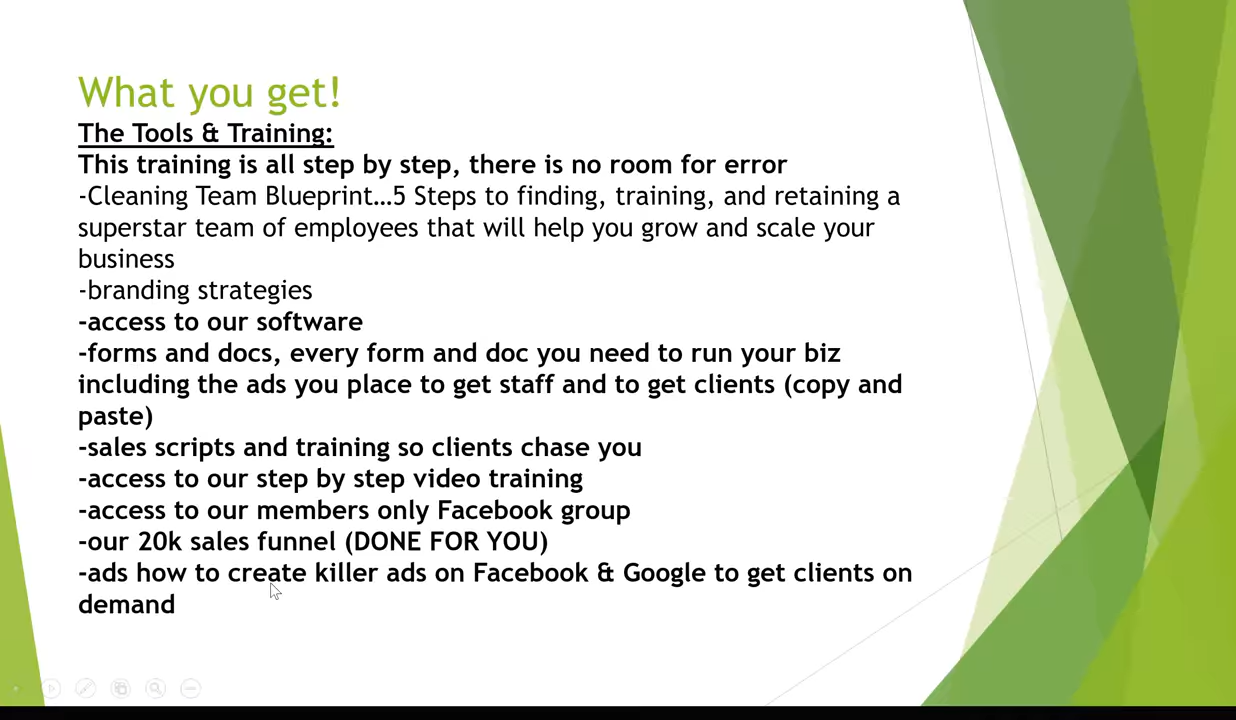 What you get!
The Tools & Training:
This training is all step by step, there is no room for error
-Cleaning Team Blueprint…5 Steps to finding, training, and retaining a
superstar team of employees that will help you grow and scale your
business
-branding strategies
-access to our software
-forms and docs, every form and doc you need to run your biz
including the ads you place to get staff and to get clients (copy and
paste)
-sales scripts and training so clients chase you
-access to our step by step video training
-access to our members only Facebook group
-our 20k sales funnel (DONE FOR YOU)
-ads how to create killer ads on Facebook & Google to get clients on
demand